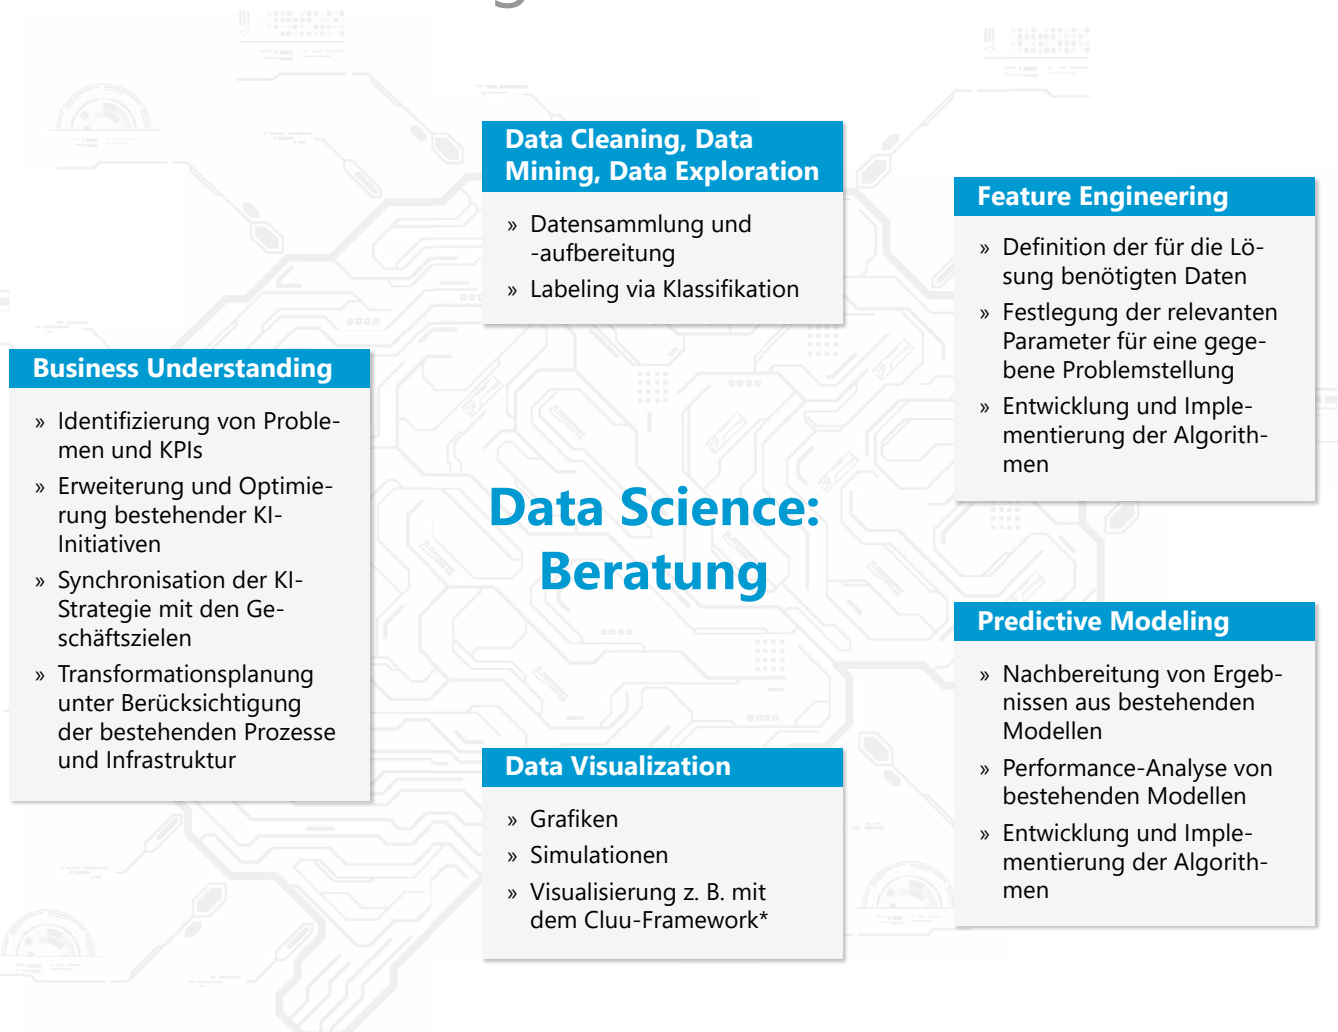 Data Cleaning, Data
Mining, Data Exploration
» Datensammlung und
-aufbereitung
» Labeling via Klassifikation
Feature Engineering
» Definition der für die Lö-
sung benötigten Daten
» Festlegung der relevanten
Parameter für eine gege-
bene Problemstellung
» Entwicklung und Imple-
mentierung der Algorith-
men
Business Understanding
» Identifizierung von Proble-
men und KPIs
» Erweiterung und Optimie-
rung bestehender KI-
Initiativen
» Synchronisation der KI-
Strategie mit den Ge-
schäftszielen
» Transformationsplanung
unter Berücksichtigung
der bestehenden Prozesse
und Infrastruktur
Data Science:
Beratung
Predictive Modeling
» Nachbereitung von Ergeb-
nissen aus bestehenden
Modellen
» Performance-Analyse von
bestehenden Modellen
» Entwicklung und Imple-
mentierung der Algorith-
men
Data Visualization
» Grafiken
» Simulationen
» Visualisierung z. B. mit
dem Cluu-Framework*